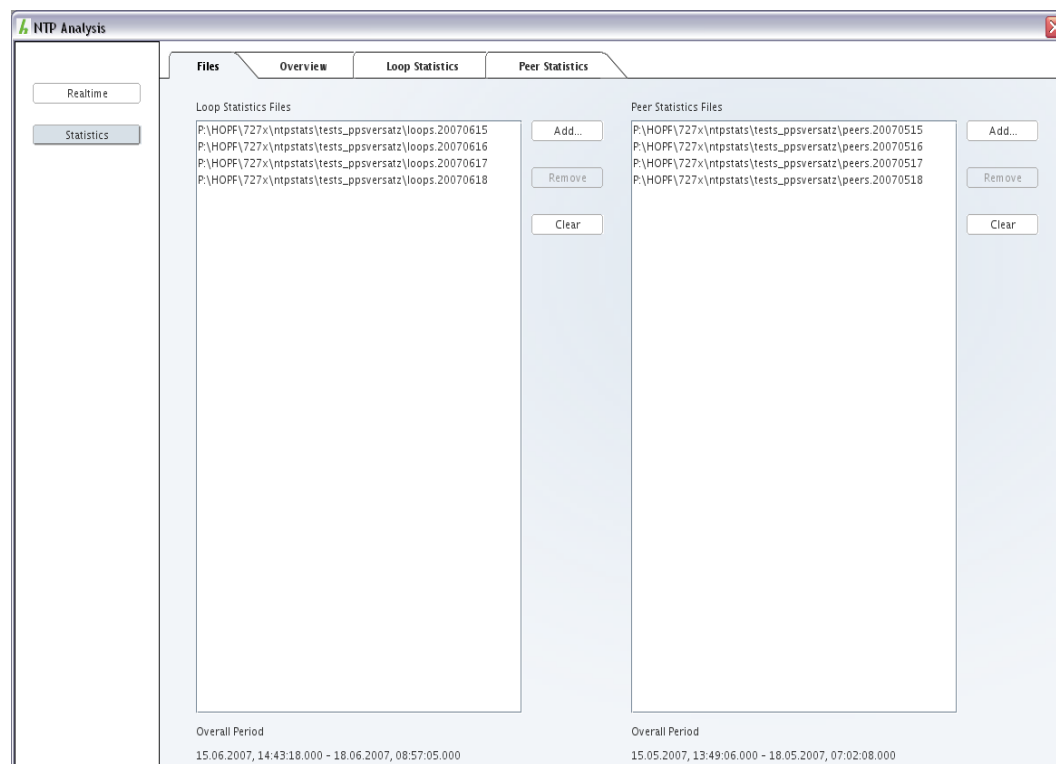 NTP Analysis
Realtime
Statistics
Files
Overview
Loop Statistics
Peer Statistics
Loop Statistics Files
P:\HOPF\727x\ntpstats\tests_ppsversatz\loops.20070615
P:\HOPF\727x\ntpstats\tests_ppsversatz\loops.20070616
P:\HOPF\727x\ntpstats\tests_ppsversatz\loops.20070617
P:\HOPF\727x\ntpstats\tests_ppsversatz\loops.20070618
Add...
Remove
Clear
Overall Period
15.06.2007, 14:43:18.000 - 18.06.2007, 08:57:05.000
Peer Statistics Files
P:\HOPF\727x\ntpstats\tests_ppsversatz\peers.20070515
P:\HOPF\727x\ntpstats\tests_ppsversatz\peers.20070516
P:\HOPF\727x\ntpstats\tests_ppsversatz\peers.20070517
P:\HOPF\727x\ntpstats\tests_ppsversatz\peers.20070518
Add...
Remove
Clear
Overall Period
15.05.2007, 13:49:06.000 - 18.05.2007, 07:02:08.000